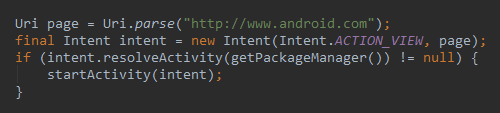 Uri page = Uri.parse("http://www.android.com");
final Intent intent = new Intent(Intent.ACTION_VIEW, page);
if (intent.resolveActivity(getPackageManager()) != null) {
    startActivity(intent);
}